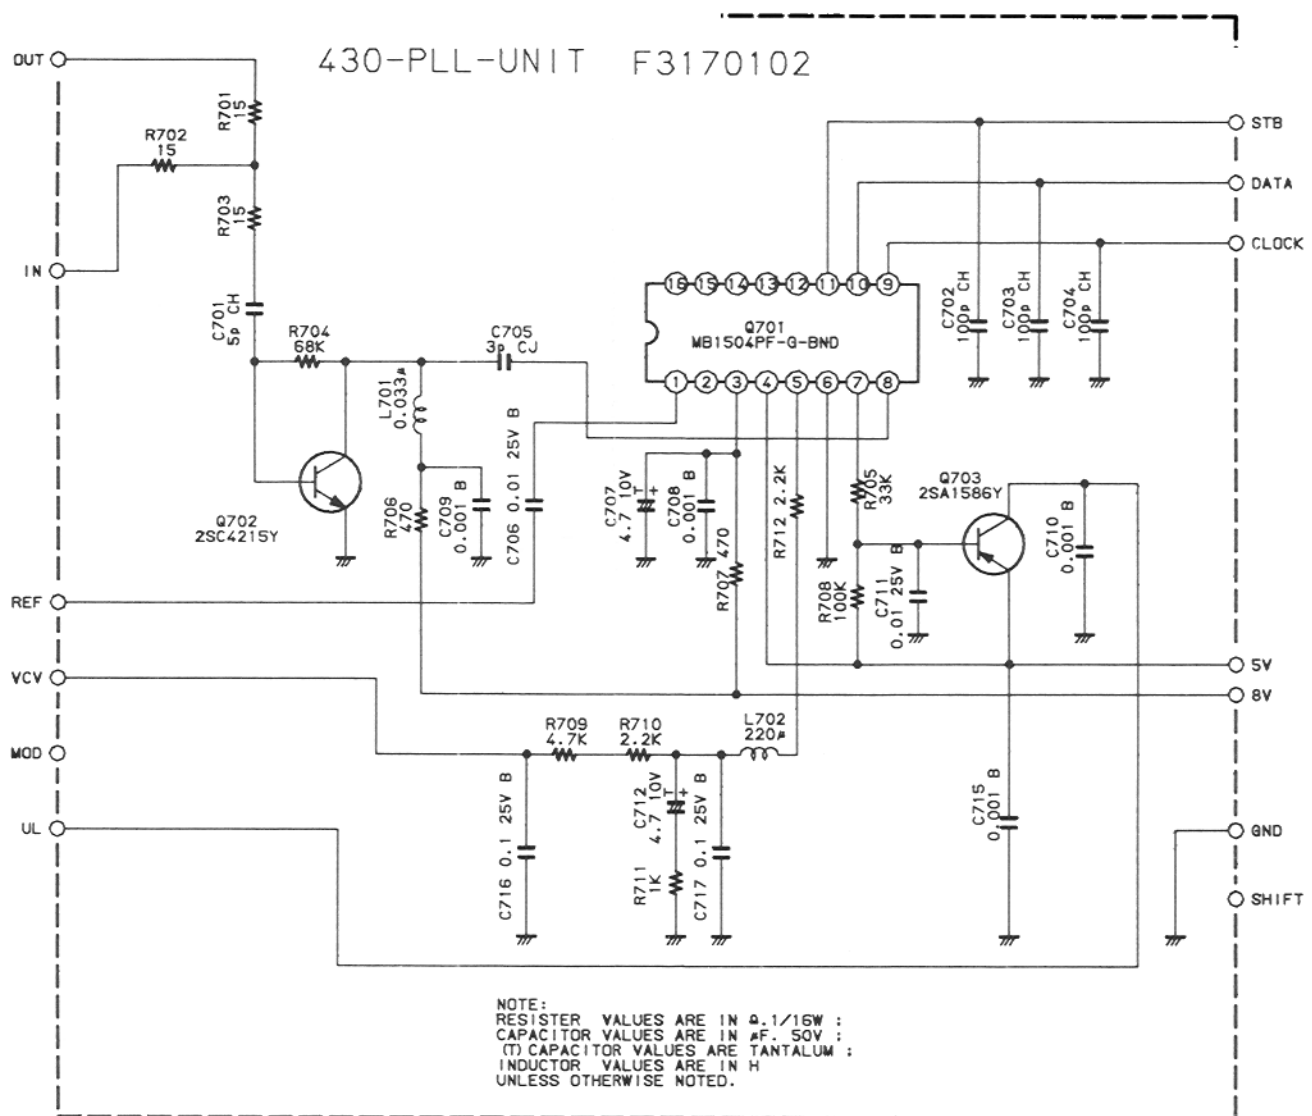 430-PLL-UNIT F3170102
OUT
R701
15
R702
15
R703
15
IN
C701
5p CH
R704
68K
C705
3p CJ
L701
0.033μ
Q702
2SC4215Y
R706
470
C709
0.001 B
C706 0.01 25V B
16 15 14 13 12 11 10 9
Q701
MB1504PF-G-BND
1 2 3 4 5 6 7 8
STB
DATA
CLOCK
C702
100p CH
C703
100p CH
C704
100p CH
C707
4.7 10V
T +
C708
0.001 B
R707 470
R712 2.2K
R705
33K
R708
100K
C711
0.01 25V B
Q703
2SA1586Y
C710
0.001 B
REF
VCV
MOD
UL
5V
8V
GND
SHIFT
R709
4.7K
R710
2.2K
L702
220μ
C716 0.1 25V B
C712
4.7 10V
T +
R711
1K
C717 0.1 25V B
C715
0.001 B
NOTE:
RESISTER VALUES ARE IN Ω.1/16W ;
CAPACITOR VALUES ARE IN μF. 50V ;
(T) CAPACITOR VALUES ARE TANTALUM ;
INDUCTOR VALUES ARE IN H
UNLESS OTHERWISE NOTED.